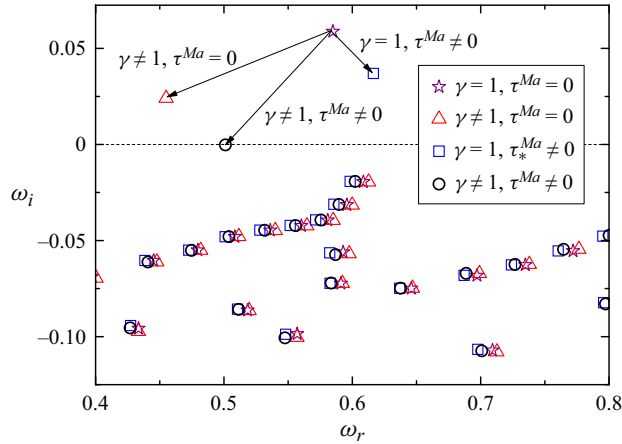 0.05
0
−0.05
−0.10
ω_i
γ ≠ 1, τ^{Ma} = 0
γ = 1, τ^{Ma} ≠ 0
γ ≠ 1, τ^{Ma} ≠ 0
γ = 1, τ^{Ma} = 0
γ ≠ 1, τ^{Ma} = 0
γ = 1, τ_*^{Ma} ≠ 0
γ ≠ 1, τ^{Ma} ≠ 0
0.4 0.5 0.6 0.7 0.8
ω_r